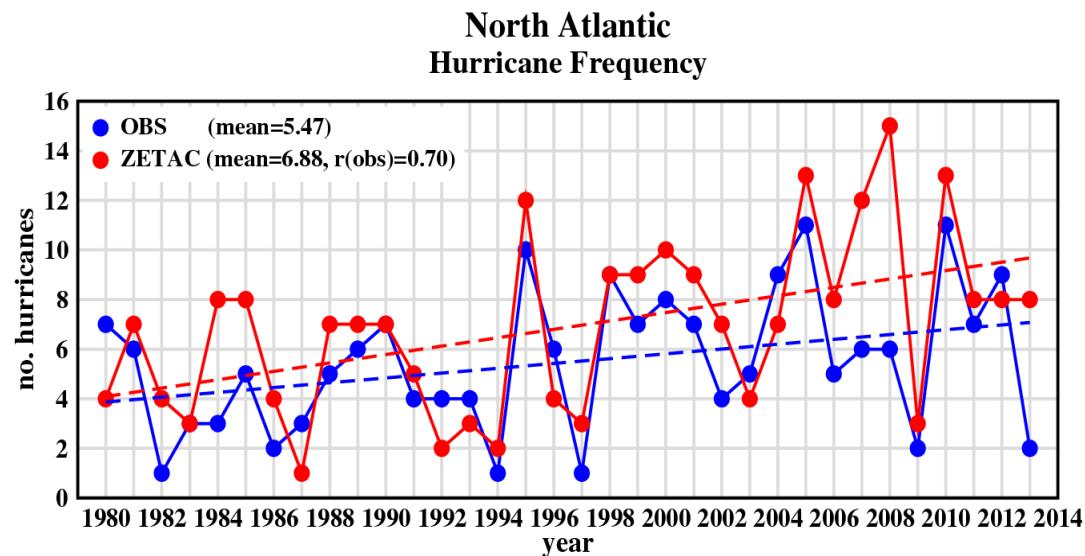 North Atlantic
Hurricane Frequency
OBS (mean=5.47)
ZETAC (mean=6.88, r(obs)=0.70)
no. hurricanes
16
14
12
10
8
6
4
2
0
1980 1982 1984 1986 1988 1990 1992 1994 1996 1998 2000 2002 2004 2006 2008 2010 2012 2014
year